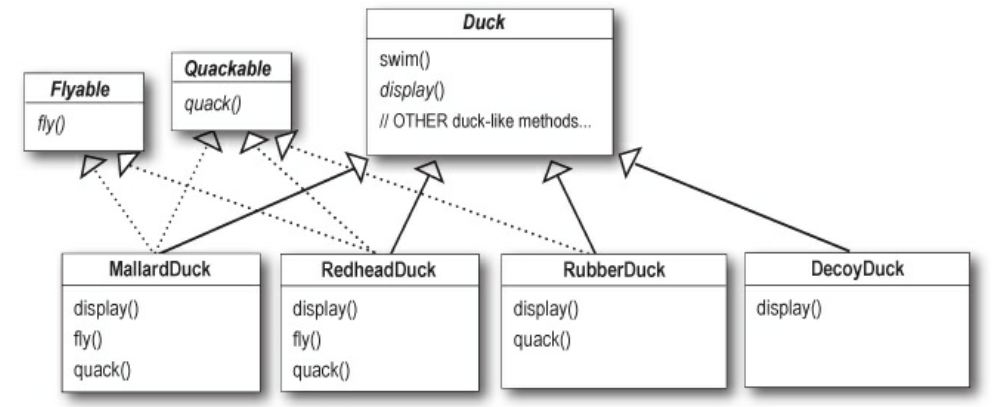 Duck
swim()
display()
// OTHER duck-like methods...
Quackable
quack()
Flyable
fly()
MallardDuck
display()
fly()
quack()
RedheadDuck
display()
fly()
quack()
RubberDuck
display()
quack()
DecoyDuck
display()